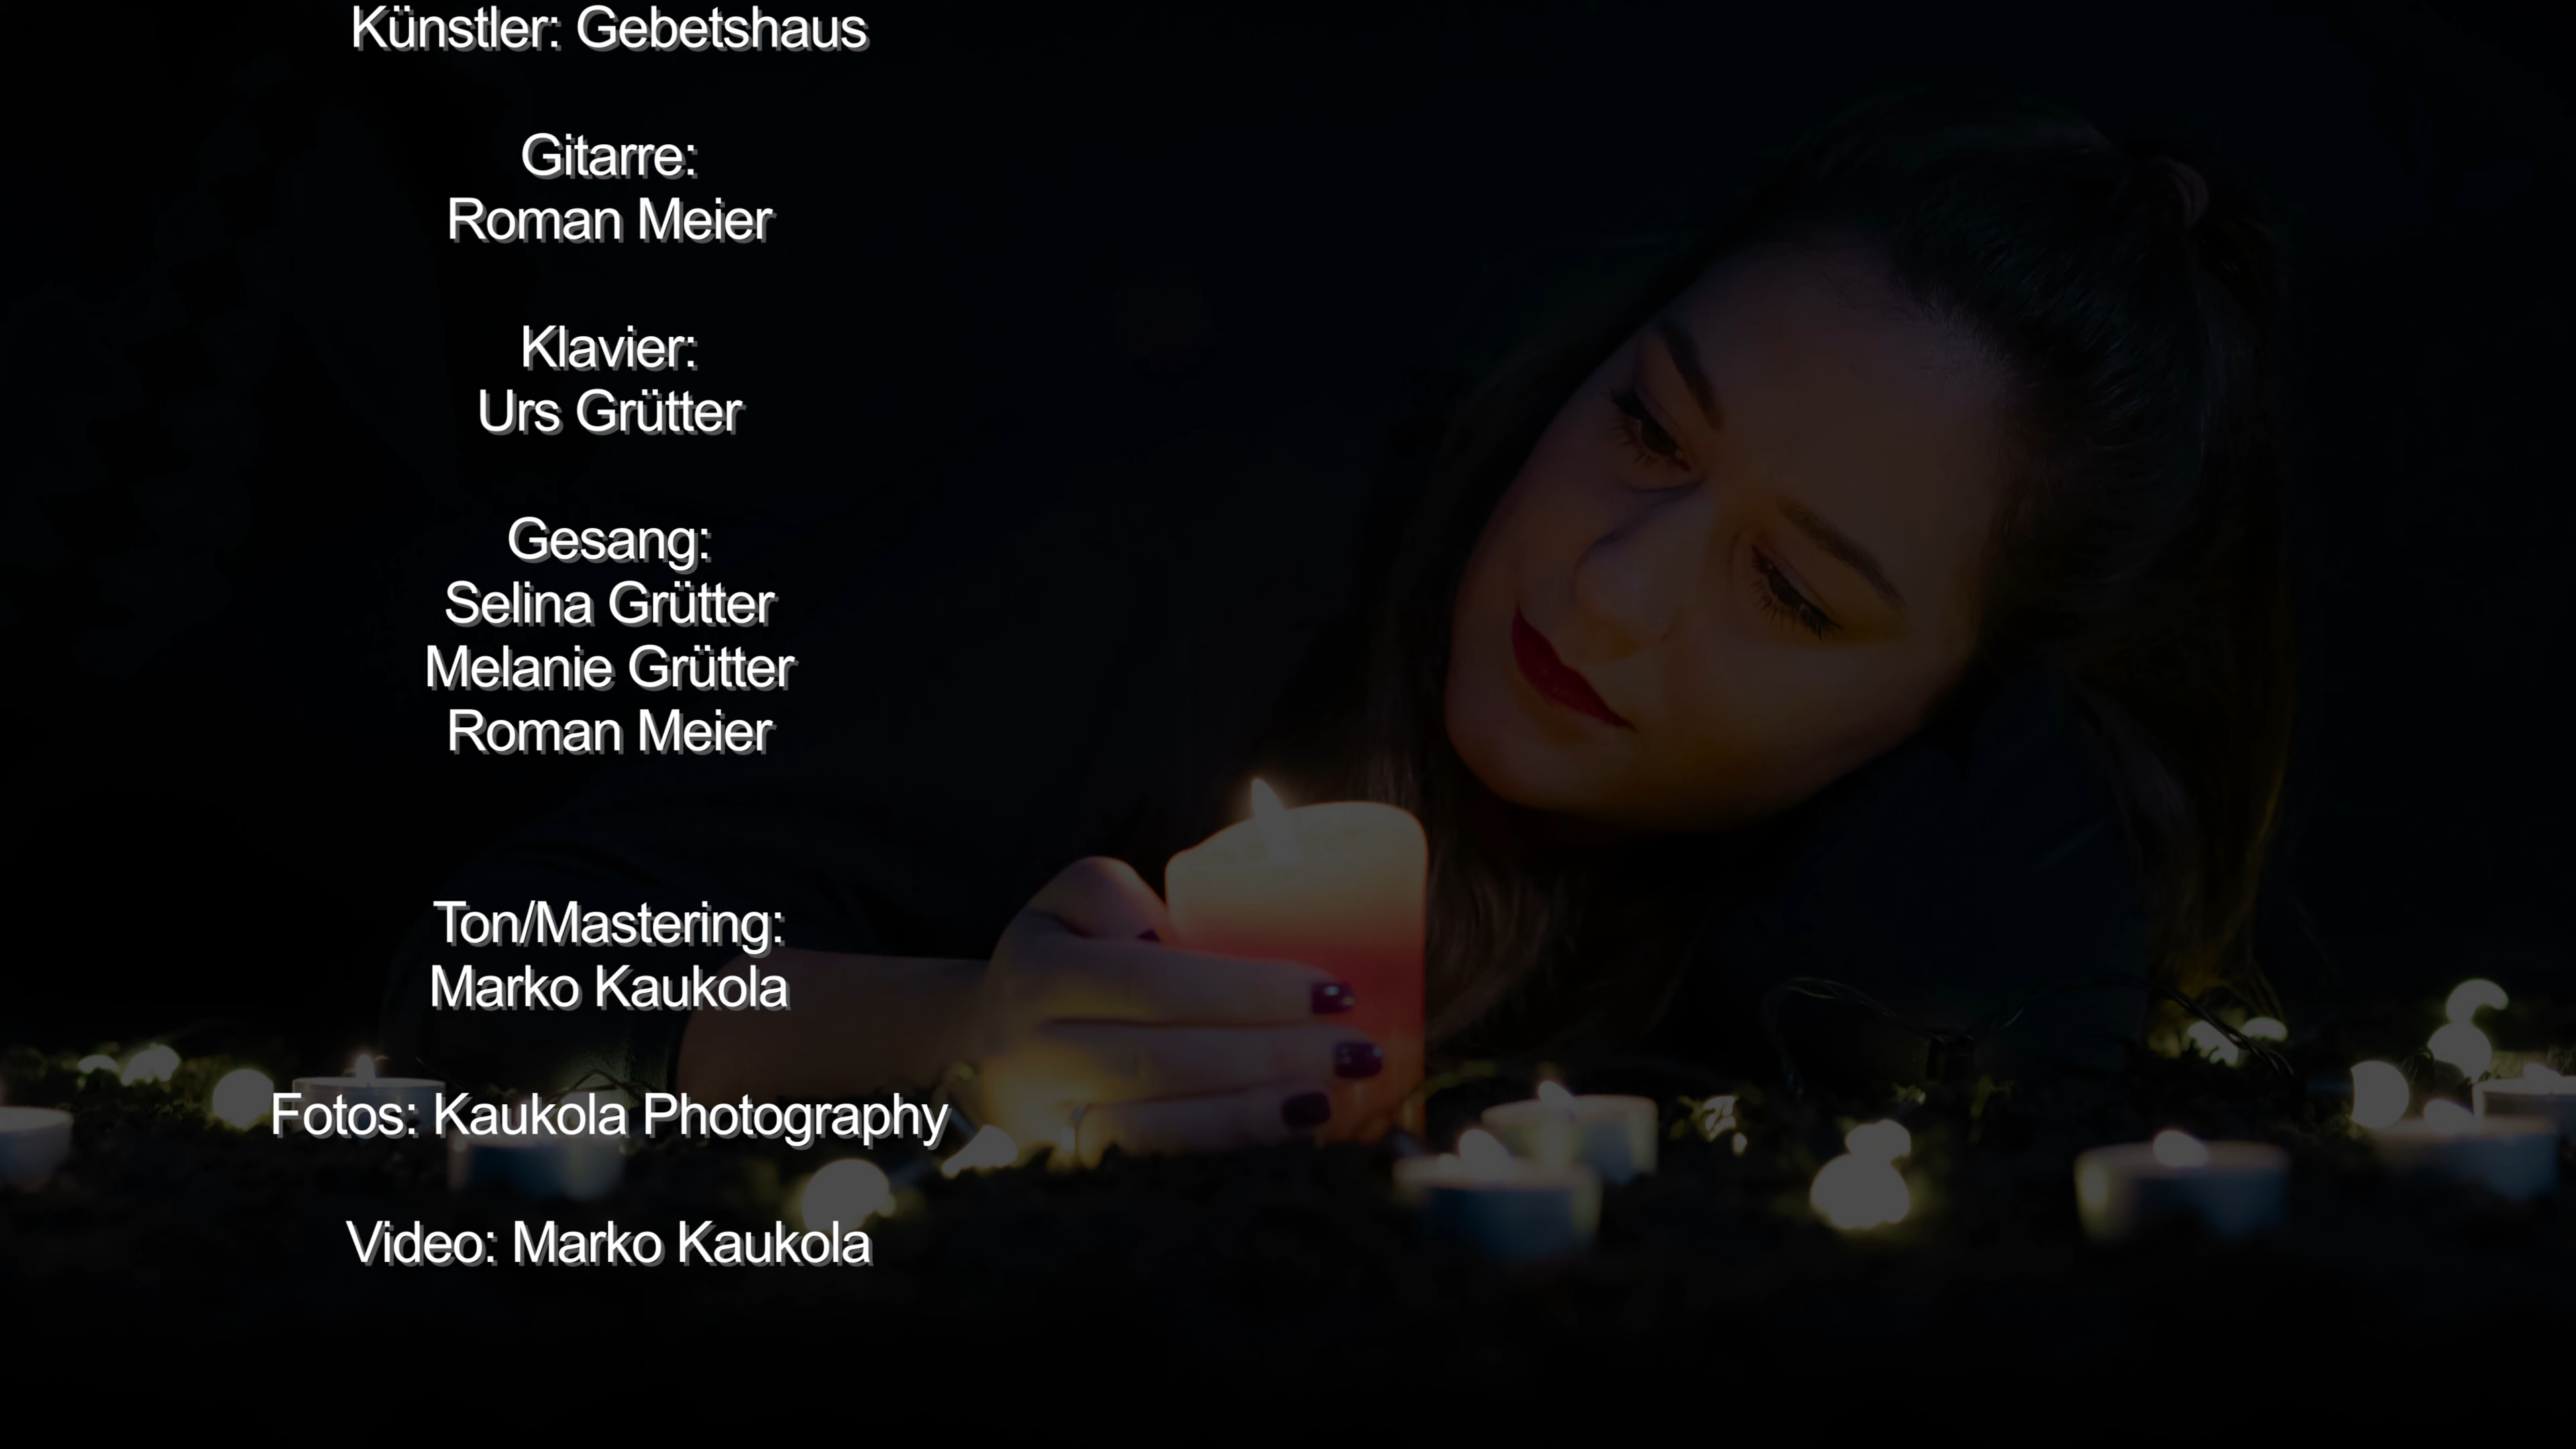 Künstler: Gebetshaus
Gitarre:
Roman Meier
Klavier:
Urs Grütter
Gesang:
Selina Grütter
Melanie Grütter
Roman Meier
Ton/Mastering:
Marko Kaukola
Fotos: Kaukola Photography
Video: Marko Kaukola